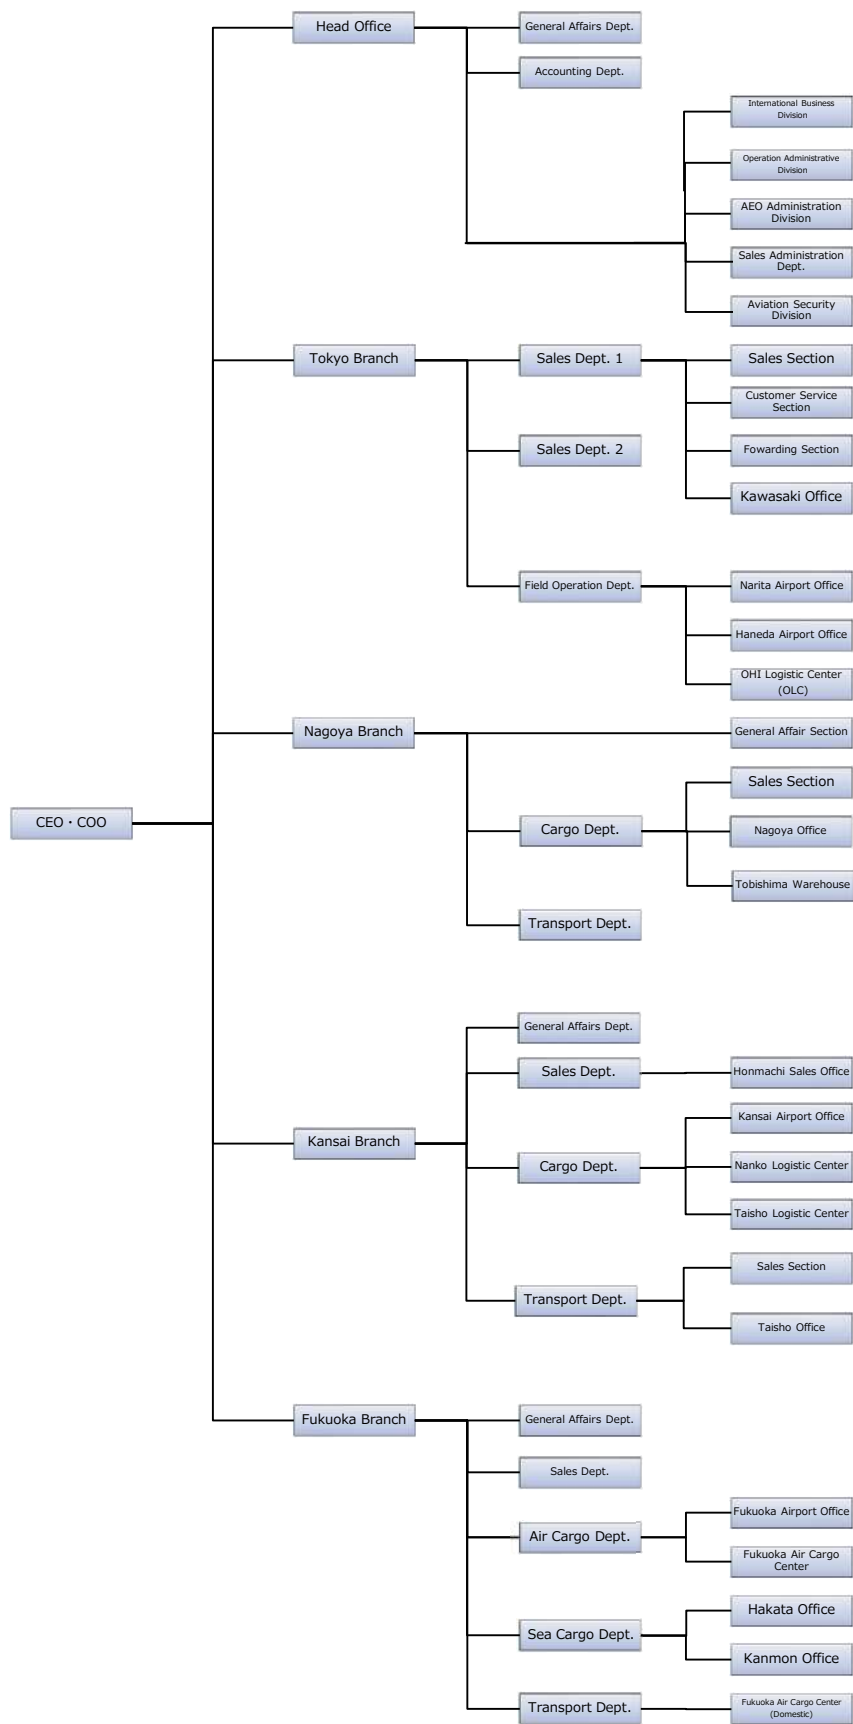 Head Office
General Affairs Dept.
Accounting Dept.
International Business
Division
Operation Administrative
Division
AEO Administration
Division
Sales Administration
Dept.
Aviation Security
Division
Tokyo Branch
Sales Dept. 1
Sales Section
Customer Service
Section
Sales Dept. 2
Fowarding Section
Kawasaki Office
Field Operation Dept.
Narita Airport Office
Haneda Airport Office
OHI Logistic Center
(OLC)
Nagoya Branch
General Affair Section
Sales Section
CEO・COO
Cargo Dept.
Nagoya Office
Tobishima Warehouse
Transport Dept.
General Affairs Dept.
Sales Dept.
Honmachi Sales Office
Kansai Branch
Kansai Airport Office
Cargo Dept.
Nanko Logistic Center
Taisho Logistic Center
Sales Section
Transport Dept.
Taisho Office
Fukuoka Branch
General Affairs Dept.
Sales Dept.
Air Cargo Dept.
Fukuoka Airport Office
Fukuoka Air Cargo
Center
Sea Cargo Dept.
Hakata Office
Kanmon Office
Transport Dept.
Fukuoka Air Cargo Center
(Domestic)